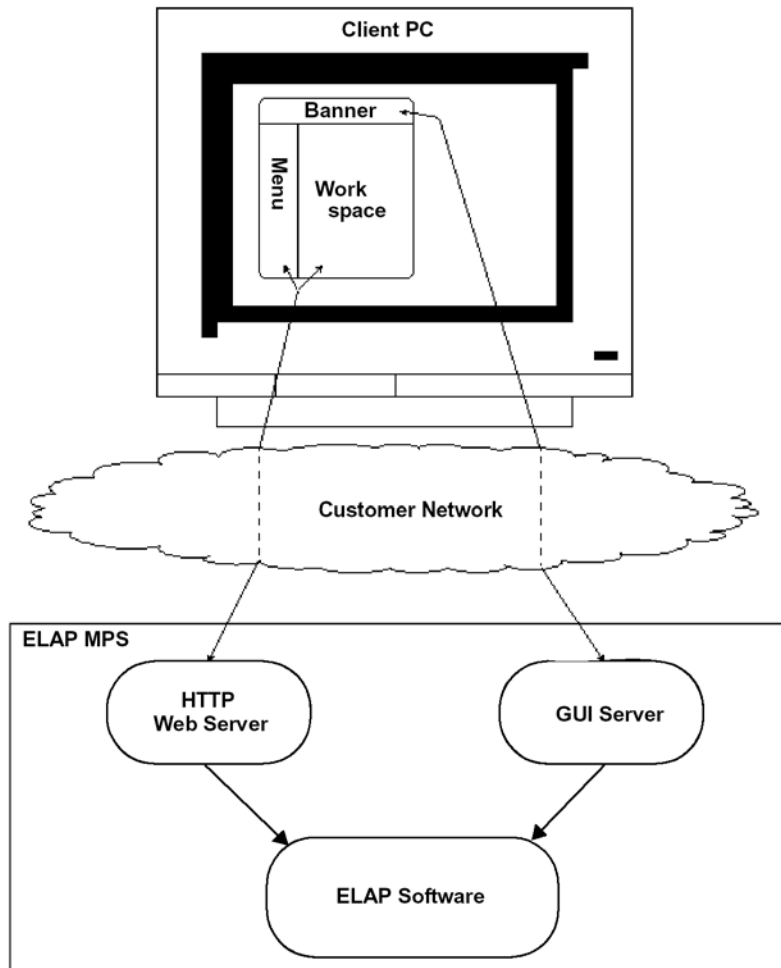 Client PC
Banner
Menu
Work
space
Customer Network
ELAP MPS
HTTP
Web Server
GUI Server
ELAP Software